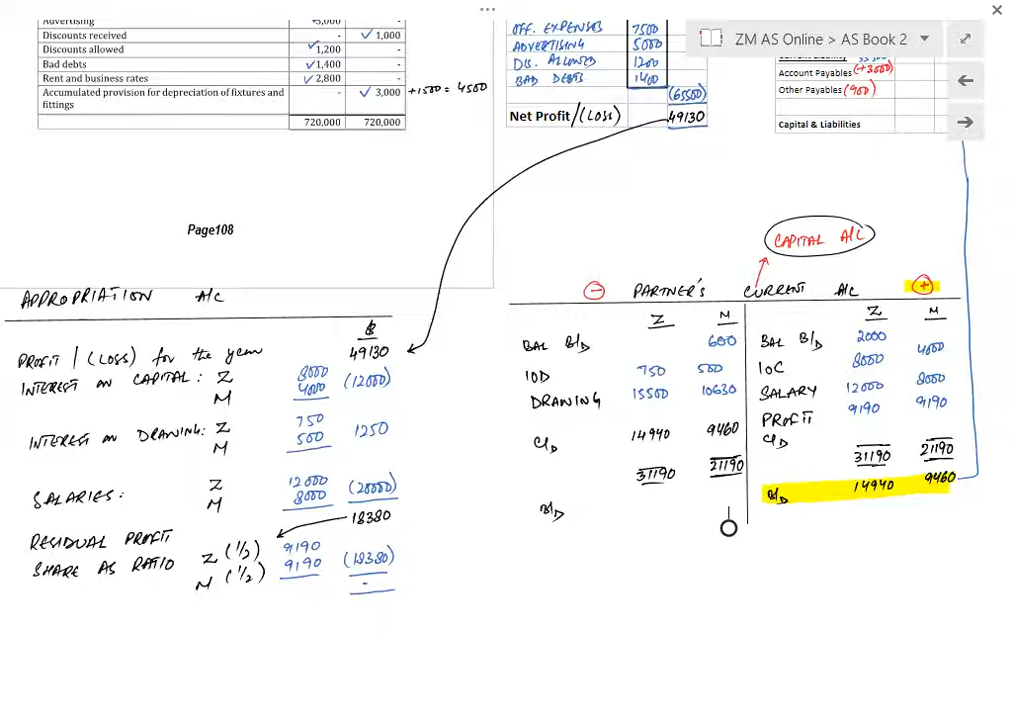 Advertising 5,000 -
Discounts received - 1,000
Discounts allowed 1,200 -
Bad debts 1,400 -
Rent and business rates 2,800 -
Accumulated provision for depreciation of fixtures and - 3,000 +1500 = 4500
fittings
720,000 720,000
Page108
OFF. EXPENSES 7500
ADVERTISING 5000
DIS. ALLOWED 1200
BAD DEBTS 1400
(65500)
Net Profit/(LOSS) 49130
ZM AS Online > AS Book 2
Account Payables (+3000)
Other Payables (900)
Capital & Liabilities
APPROPRIATION A/C
$
PROFIT / (LOSS) for the year 49130
INTEREST ON CAPITAL: Z 8000 (12000)
M 4000
INTEREST ON DRAWING: Z 750 1250
M 500
SALARIES: Z 12000 (20000)
M 8000
18380
RESIDUAL PROFIT
SHARE AS RATIO Z (1/2) 9190 (18380)
M (1/2) 9190 -
CAPITAL A/C
- PARTNER'S CURRENT A/C +
Z M Z M
BAL B/D 600 BAL B/D 2000
IOD 750 500 IOC 8000 4000
DRAWING 15500 10630 SALARY 12000 8000
PROFIT 9190 9190
C/D 14940 9460 C/D
31190 21190 31190 21190
B/D B/D 14940 9460